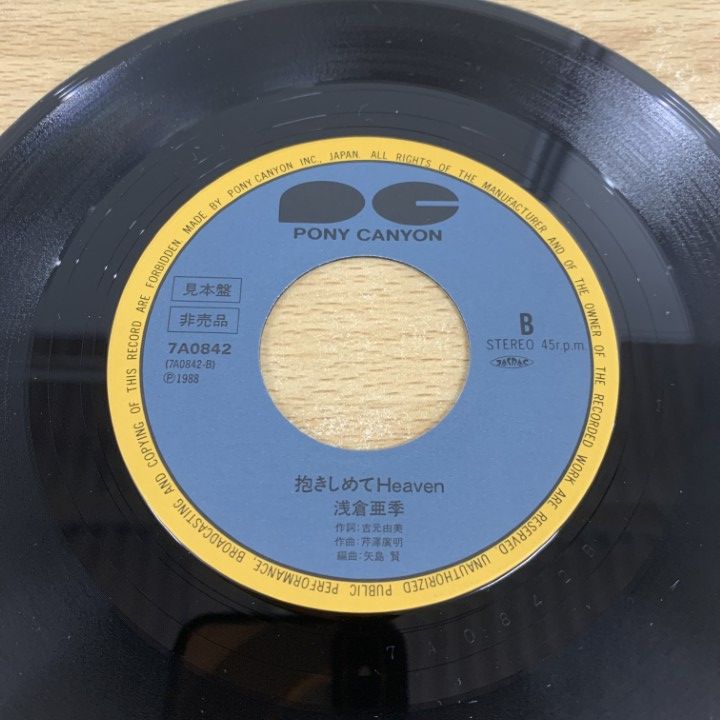 MADE BY PONY CANYON INC., JAPAN. ALL RIGHTS OF THE MANUFACTURER AND OF THE OWNER OF THE RECORDED WORK ARE RESERVED. UNAUTHORIZED PUBLIC PERFORMANCE, BROADCASTING AND COPYING OF THIS RECORD ARE FORBIDDEN.
PC
PONY CANYON
見本盤
非売品
7A0842
(7A0842-B)
Ⓟ1988
B
STEREO 45r.p.m.
抱きしめてHeaven
浅倉亜季
作詞:吉元由美
作曲:芹澤廣明
編曲:矢島 賢
7A0842B